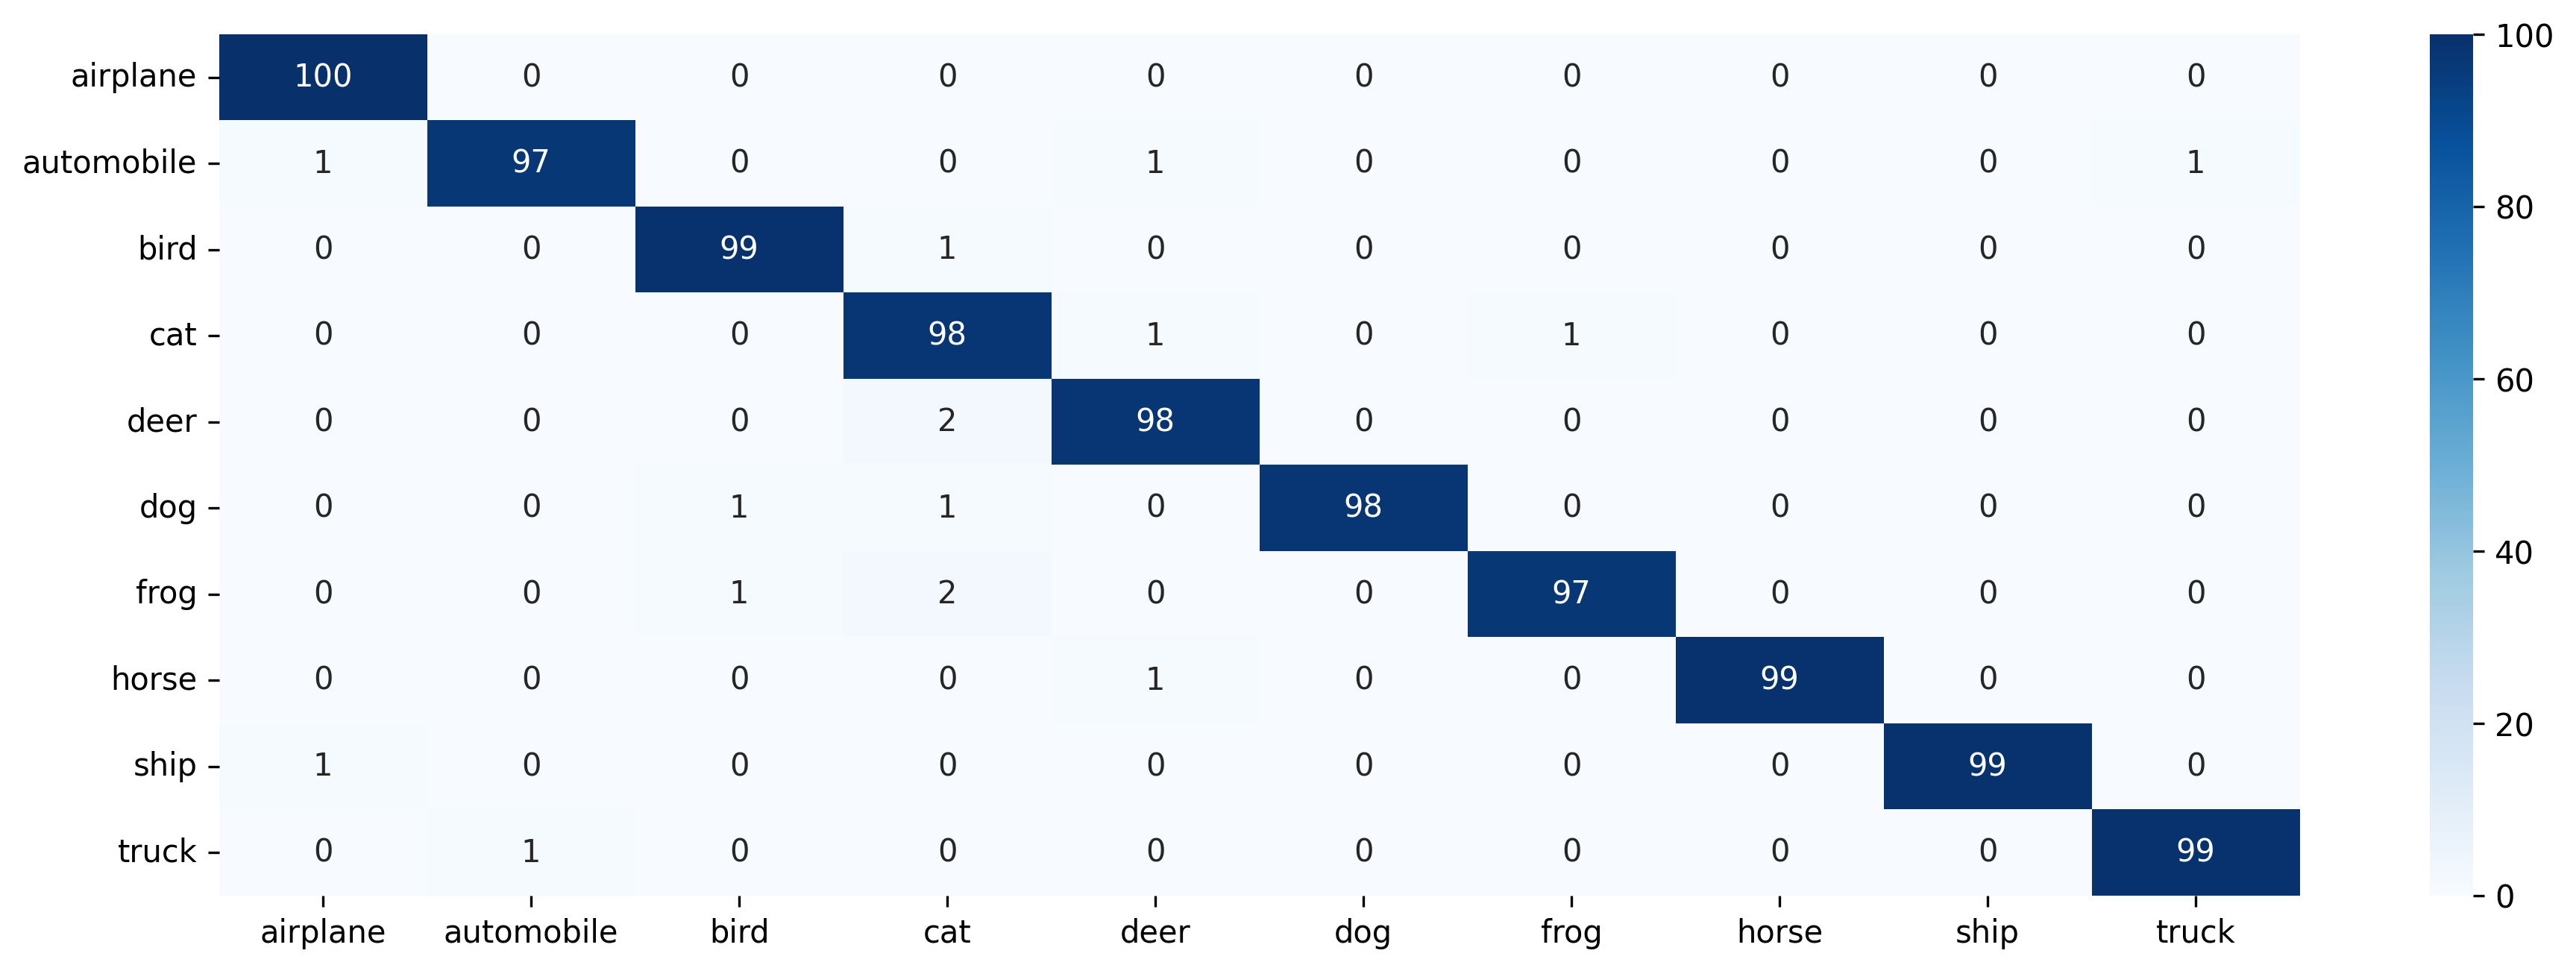 airplane 100 0 0 0 0 0 0 0 0 0
automobile 1 97 0 0 1 0 0 0 0 1
bird 0 0 99 1 0 0 0 0 0 0
cat 0 0 0 98 1 0 1 0 0 0
deer 0 0 0 2 98 0 0 0 0 0
dog 0 0 1 1 0 98 0 0 0 0
frog 0 0 1 2 0 0 97 0 0 0
horse 0 0 0 0 1 0 0 99 0 0
ship 1 0 0 0 0 0 0 0 99 0
truck 0 1 0 0 0 0 0 0 0 99
airplane automobile bird cat deer dog frog horse ship truck
100
80
60
40
20
0